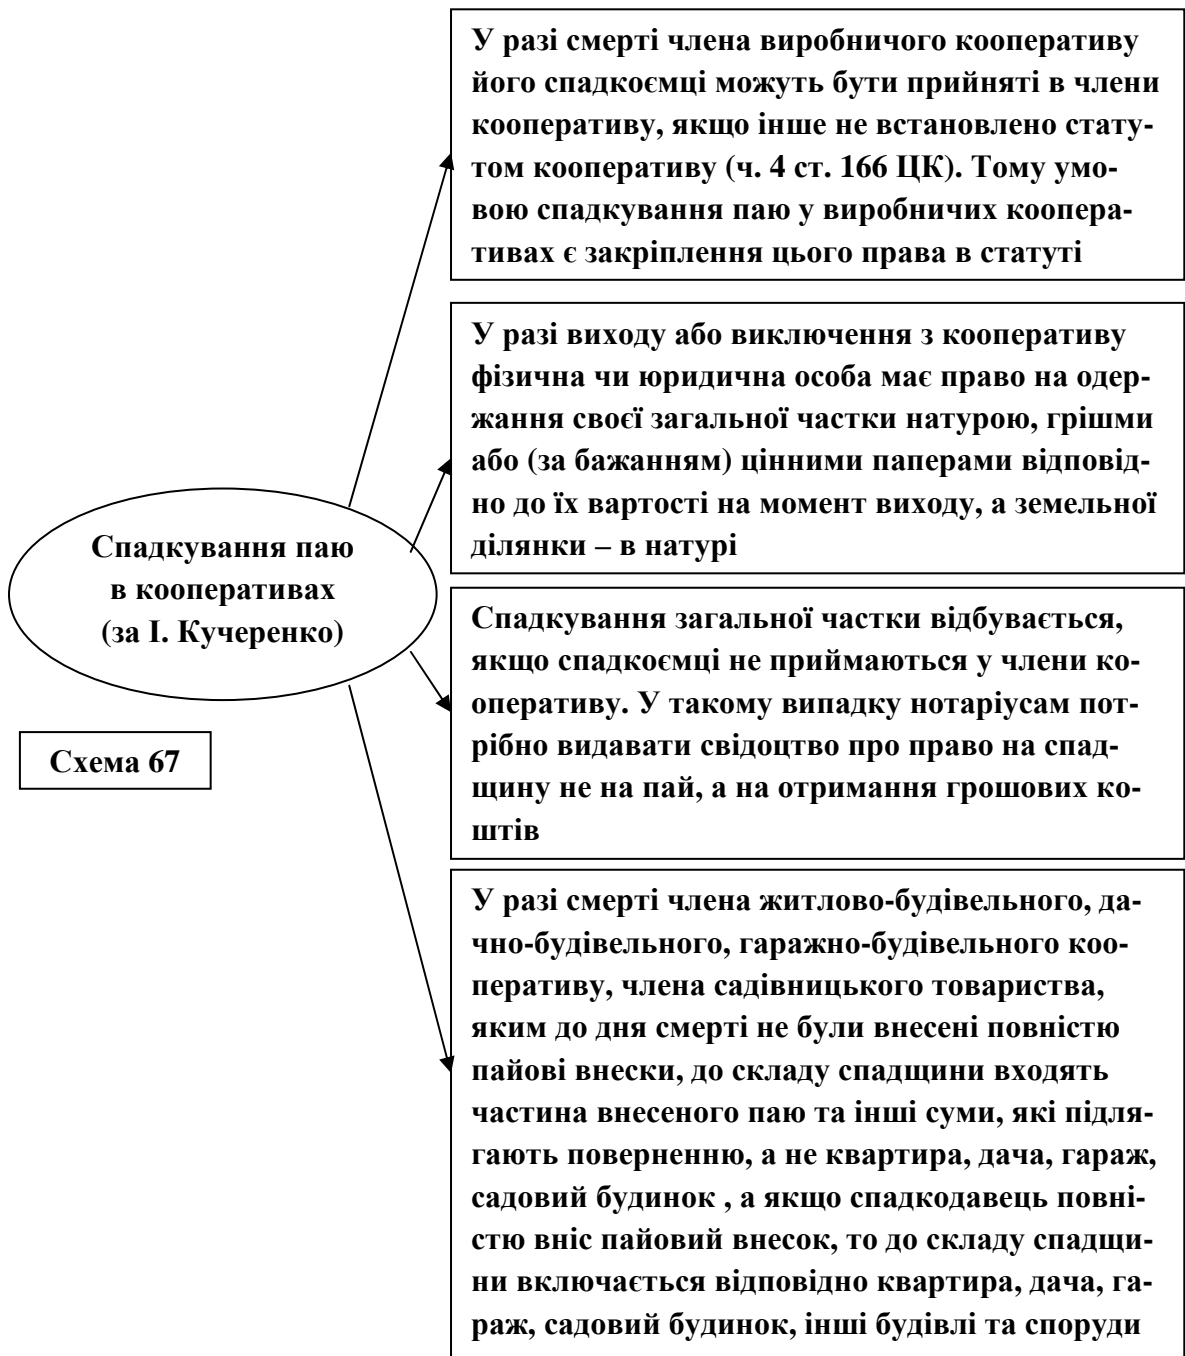 У разі смерті члена виробничого кооперативу
його спадкоємці можуть бути прийняті в члени
кооперативу, якщо інше не встановлено стату-
том кооперативу (ч. 4 ст. 166 ЦК). Тому умо-
вою спадкування паю у виробничих коопера-
тивах є закріплення цього права в статуті
У разі виходу або виключення з кооперативу
фізична чи юридична особа має право на одер-
жання своєї загальної частки натурою, грішми
або (за бажанням) цінними паперами відповід-
но до їх вартості на момент виходу, а земельної
ділянки – в натурі
Спадкування паю
в кооперативах
(за І. Кучеренко)
Спадкування загальної частки відбувається,
якщо спадкоємці не приймаються у члени ко-
оперативу. У такому випадку нотаріусам пот-
рібно видавати свідоцтво про право на спад-
щину не на пай, а на отримання грошових ко-
штів
Схема 67
У разі смерті члена житлово-будівельного, да-
чно-будівельного, гаражно-будівельного коо-
перативу, члена садівницького товариства,
яким до дня смерті не були внесені повністю
пайові внески, до складу спадщини входять
частина внесеного паю та інші суми, які підля-
гають поверненню, а не квартира, дача, гараж,
садовий будинок , а якщо спадкодавець повні-
стю вніс пайовий внесок, то до складу спадщи-
ни включається відповідно квартира, дача, га-
раж, садовий будинок, інші будівлі та споруди